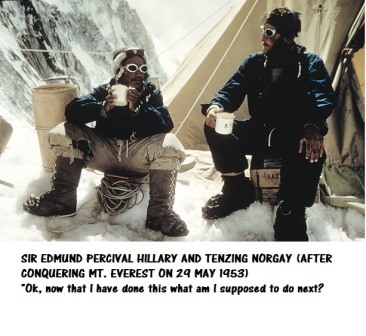 SIR EDMUND PERCIVAL HILLARY AND TENZING NORGAY (AFTER
CONQUERING MT. EVEREST ON 29 MAY 1953)
"Ok, now that I have done this what am I supposed to do next?